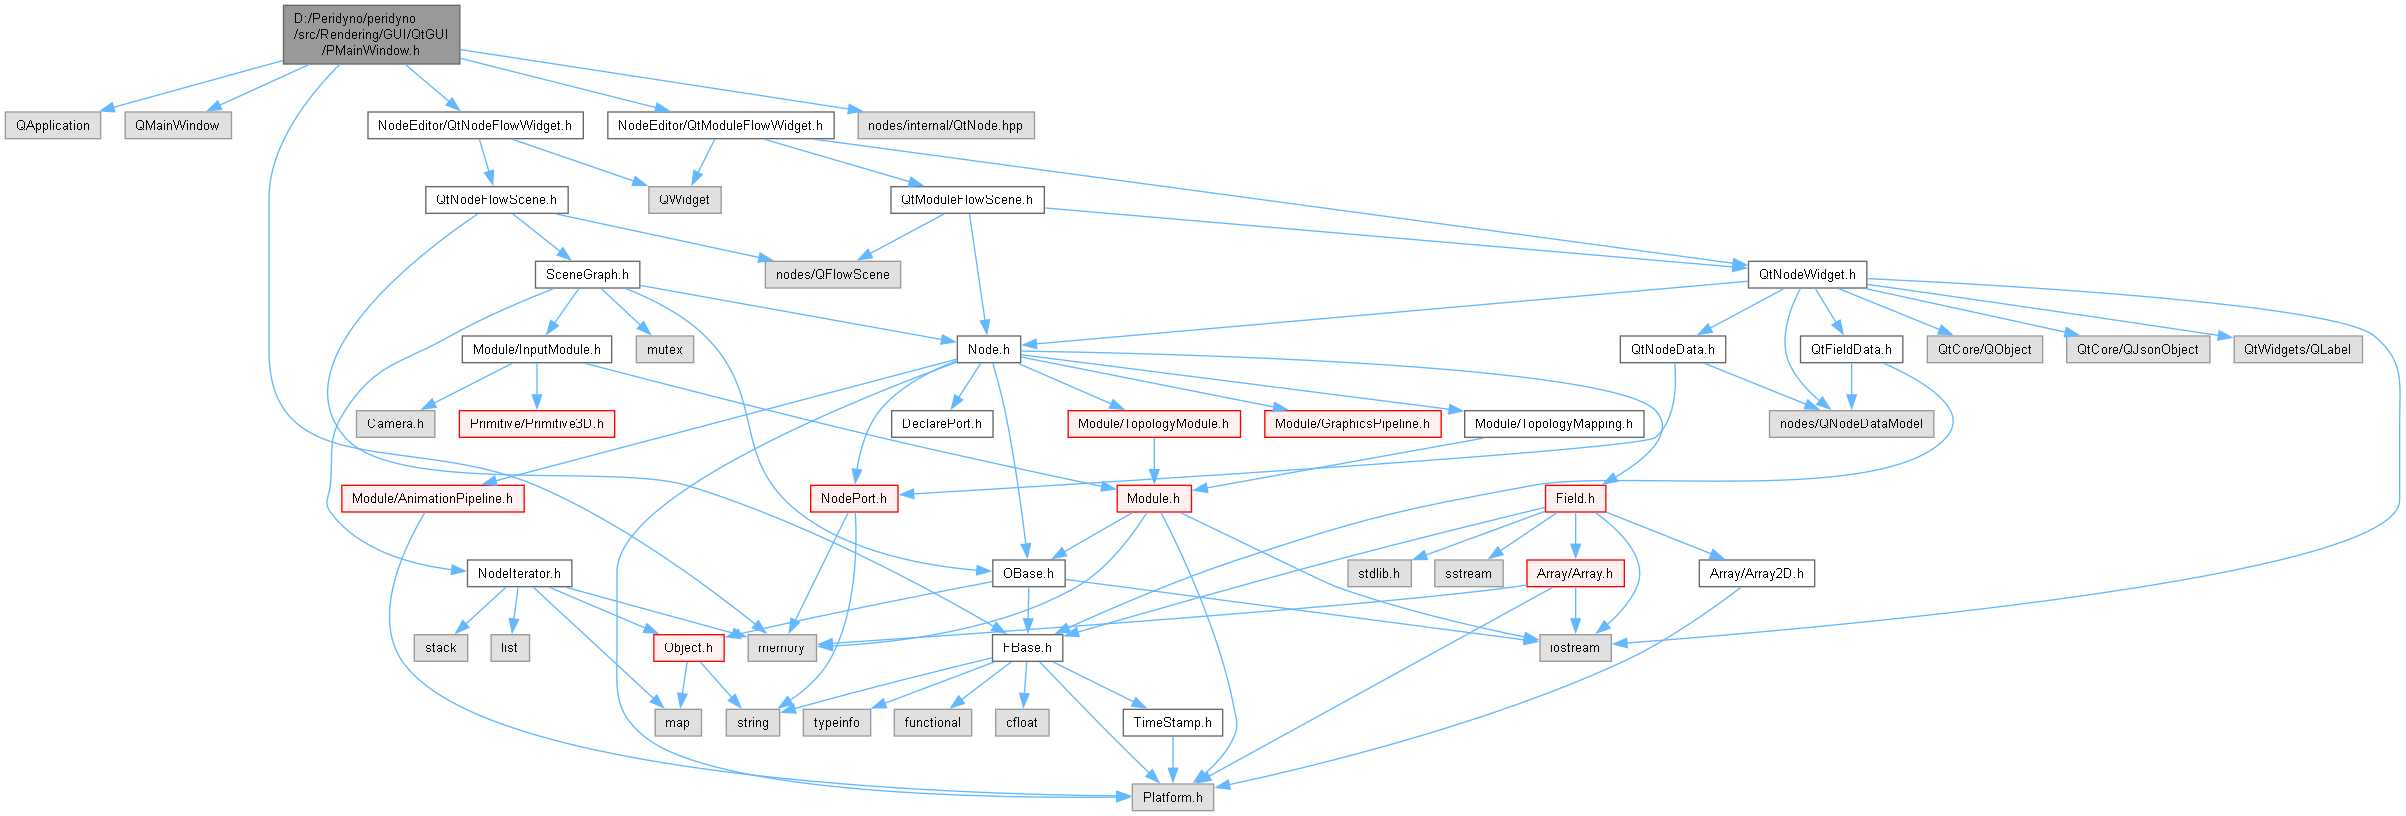 D:/Peridyno/peridyno
/src/Rendering/GUI/QtGUI
/PMainWindow.h
QApplication
QMainWindow
NodeEditor/QtNodeFlowWidget.h
NodeEditor/QtModuleFlowWidget.h
nodes/internal/QtNode.hpp
QtNodeFlowScene.h
QWidget
QtModuleFlowScene.h
SceneGraph.h
nodes/QFlowScene
QtNodeWidget.h
Module/InputModule.h
mutex
Node.h
QtNodeData.h
QtFieldData.h
QtCore/QObject
QtCore/QJsonObject
QtWidgets/QLabel
Camera.h
Primitive/Primitive3D.h
DeclarePort.h
Module/TopologyModule.h
Module/GraphicsPipeline.h
Module/TopologyMapping.h
nodes/QNodeDataModel
Module/AnimationPipeline.h
NodePort.h
Module.h
Field.h
NodeIterator.h
OBase.h
stdlib.h
sstream
Array/Array.h
Array/Array2D.h
stack
list
Object.h
memory
FBase.h
iostream
map
string
typeinfo
functional
cfloat
TimeStamp.h
Platform.h